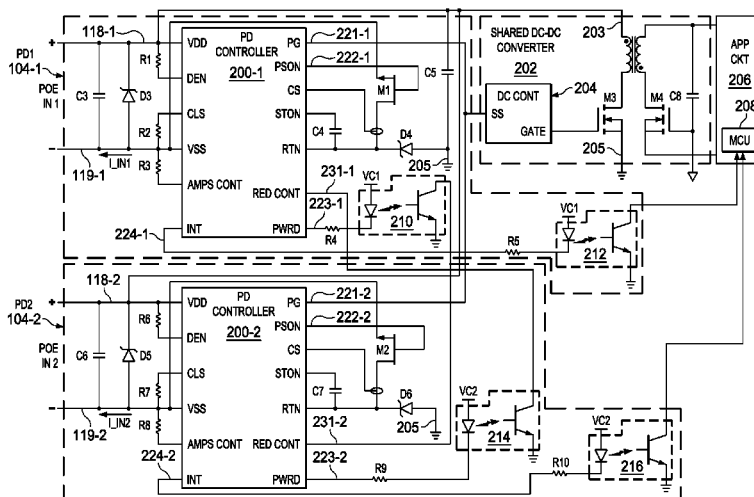 118-1
PD1
104-1
POE
IN 1
119-1
I_IN1
224-1
C3
D3
R1
R2
R3
VDD
DEN
CLS
VSS
AMPS CONT
INT
PD
CONTROLLER
200-1
PG
PSON
CS
STON
RTN
RED CONT
PWRD
221-1
222-1
M1
C4
C5
D4
205
231-1
223-1
R4
VC1
210
SHARED DC-DC
CONVERTER
202
203
204
DC CONT
SS
GATE
M3
M4
C8
205
APP
CKT
206
208
MCU
R5
VC1
212
118-2
PD2
104-2
POE
IN 2
119-2
I_IN2
224-2
C6
D5
R6
R7
R8
VDD
DEN
CLS
VSS
AMPS CONT
INT
PD
CONTROLLER
200-2
PG
PSON
CS
STON
RTN
RED CONT
PWRD
221-2
222-2
M2
C7
D6
205
231-2
223-2
R9
VC2
214
R10
VC2
216